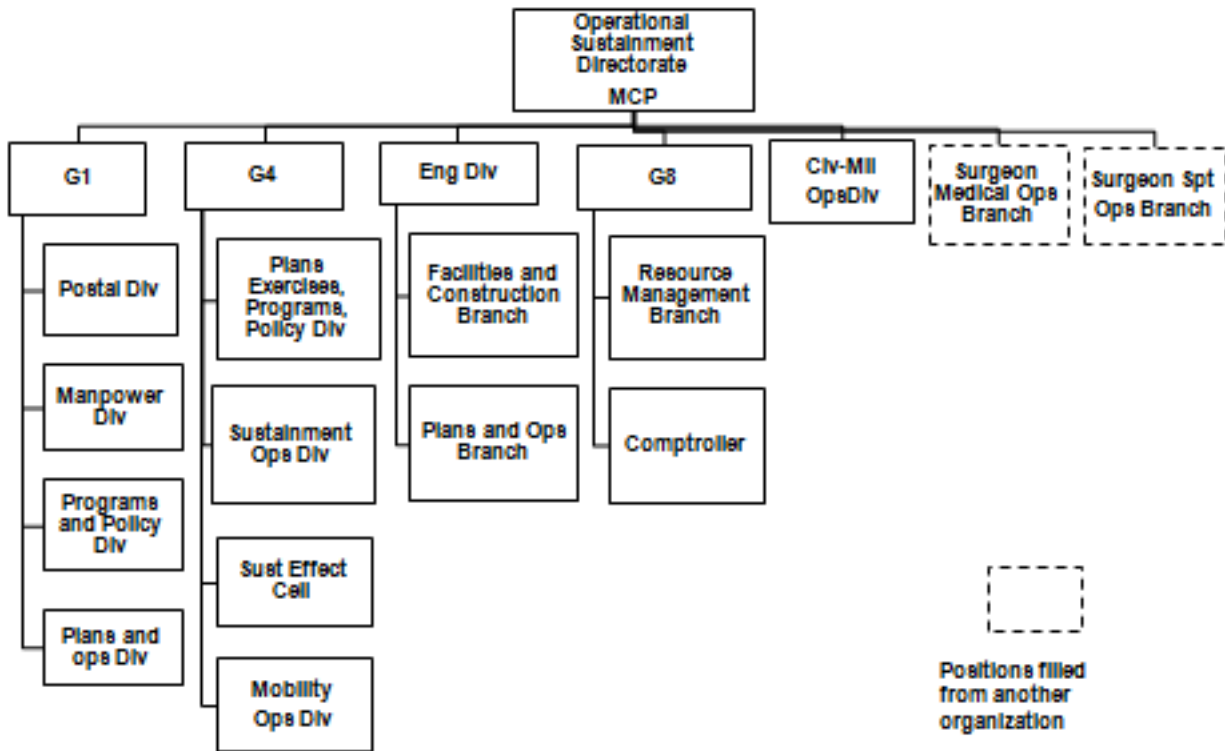 Operational
Sustainment
Directorate
MCP
G1
G4
Eng Div
G8
Civ-Mil
OpsDiv
Surgeon
Medical Ops
Branch
Surgeon Spt
Ops Branch
Postal Div
Manpower
Div
Programs
and Policy
Div
Plans and
ops Div
Plans
Exercises,
Programs,
Policy Div
Sustainment
Ops Div
Sust Effect
Cell
Mobility
Ops Div
Facilities and
Construction
Branch
Plans and Ops
Branch
Resource
Management
Branch
Comptroller
Positions filled
from another
organization